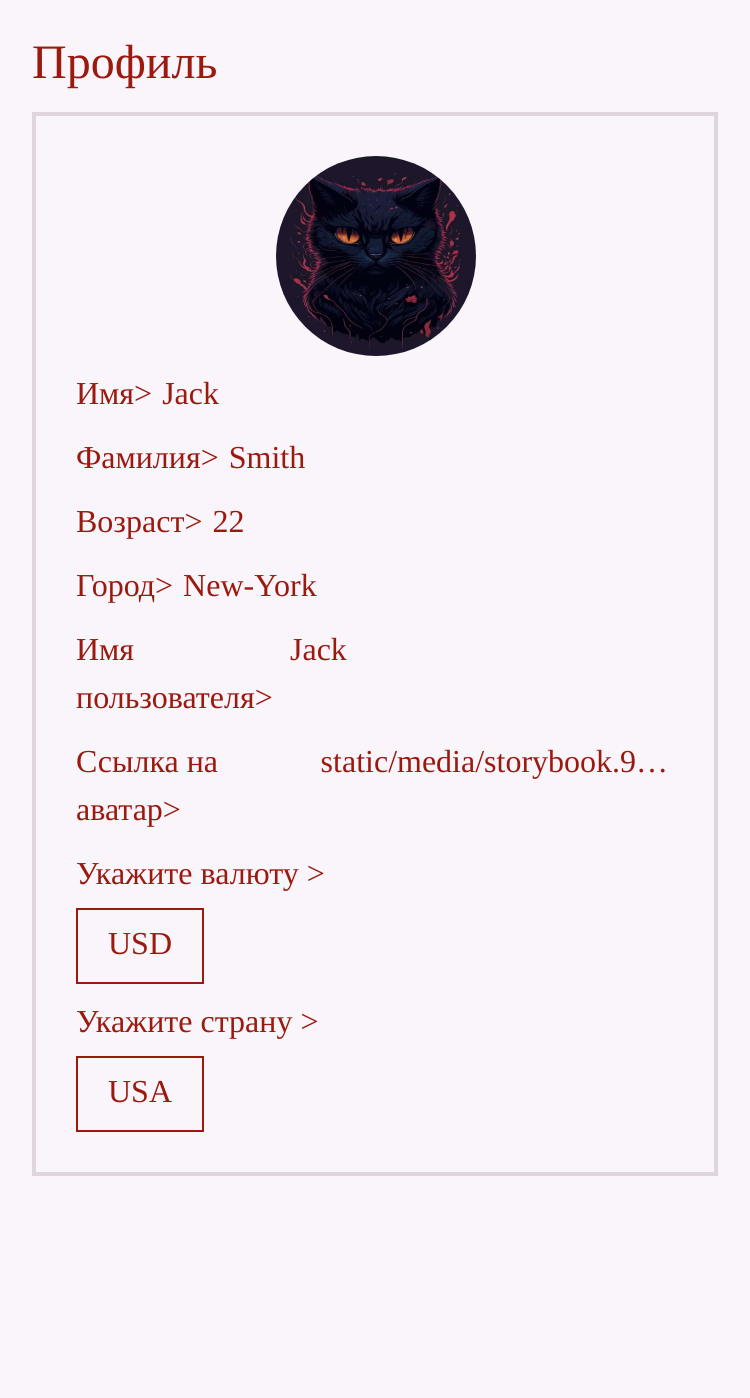 Профиль
Имя> Jack
Фамилия> Smith
Возраст> 22
Город> New-York
Имя Jack
пользователя>
Ссылка на static/media/storybook.9…
аватар>
Укажите валюту >
USD
Укажите страну >
USA